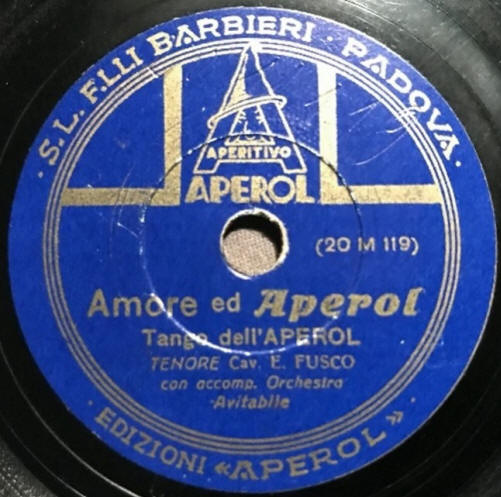 S.L. F.LLI BARBIERI · PADOVA ·
APERITIVO
APEROL
(20 M 119)
Amore ed Aperol
Tango dell'APEROL
TENORE Cav. E. FUSCO
con accomp. Orchestra
Avitabile
EDIZIONI «APEROL»